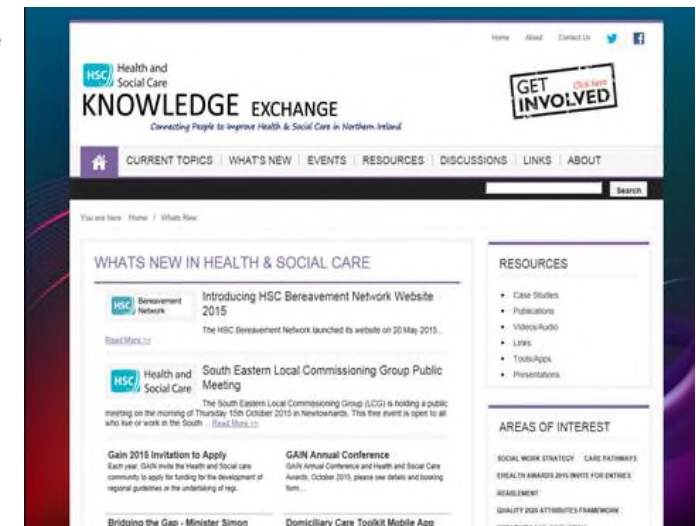 Home About Contact Us
HSC Health and
Social Care
KNOWLEDGE EXCHANGE
Connecting People to Improve Health & Social Care in Northern Ireland
GET Click here
INVOLVED
CURRENT TOPICS WHAT'S NEW EVENTS RESOURCES DISCUSSIONS LINKS ABOUT
Search
You are here: Home / Whats New
WHATS NEW IN HEALTH & SOCIAL CARE
HSC Bereavement
Network
Introducing HSC Bereavement Network Website
2015
The HSC Bereavement Network launched its website on 20 May 2015...
Read More >>
HSC Health and
Social Care
South Eastern Local Commissioning Group Public
Meeting
The South Eastern Local Commissioning Group (LCG) is holding a public
meeting on the morning of Thursday 15th October 2015 in Newtownards. This free event is open to all
who live or work in the South ... Read More >>
Gain 2015 Invitation to Apply
Each year, GAIN invite the Health and Social care
community to apply for funding for the development of
regional guidelines or the undertaking of regi..
GAIN Annual Conference
GAIN Annual Conference and Health and Social Care
Awards, October 2015, please see details and booking
form...
Bridging the Gap - Minister Simon
Domiciliary Care Toolkit Mobile App
RESOURCES
• Case Studies
• Publications
• Videos/Audio
• Links
• Tools/Apps
• Presentations
AREAS OF INTEREST
SOCIAL WORK STRATEGY CARE PATHWAYS
EHEALTH AWARDS 2015 INVITE FOR ENTRIES
REABLEMENT
QUALITY 2020 ATTRIBUTES FRAMEWORK